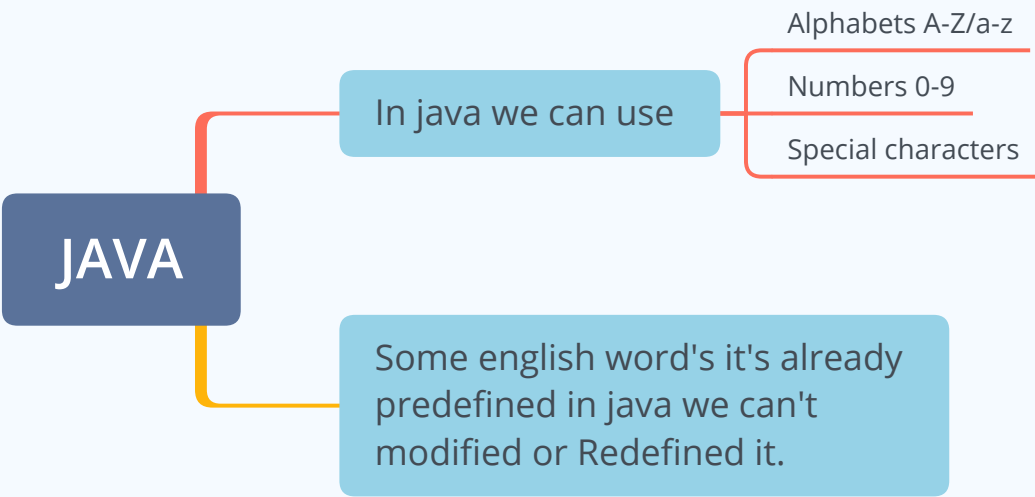 Alphabets A-Z/a-z
In java we can use
Numbers 0-9
Special characters
JAVA
Some english word's it's already
predefined in java we can't
modified or Redefined it.